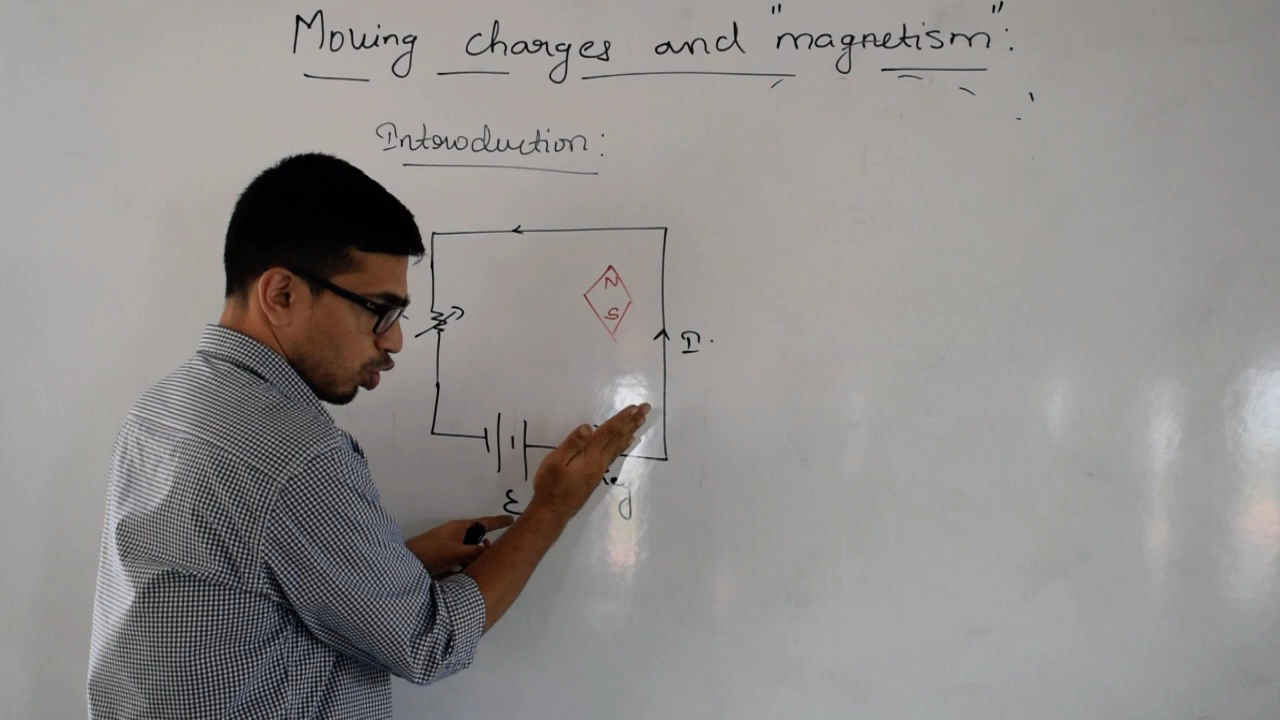 Moving charges and "magnetism":
Introduction:
N
S
I.
ε